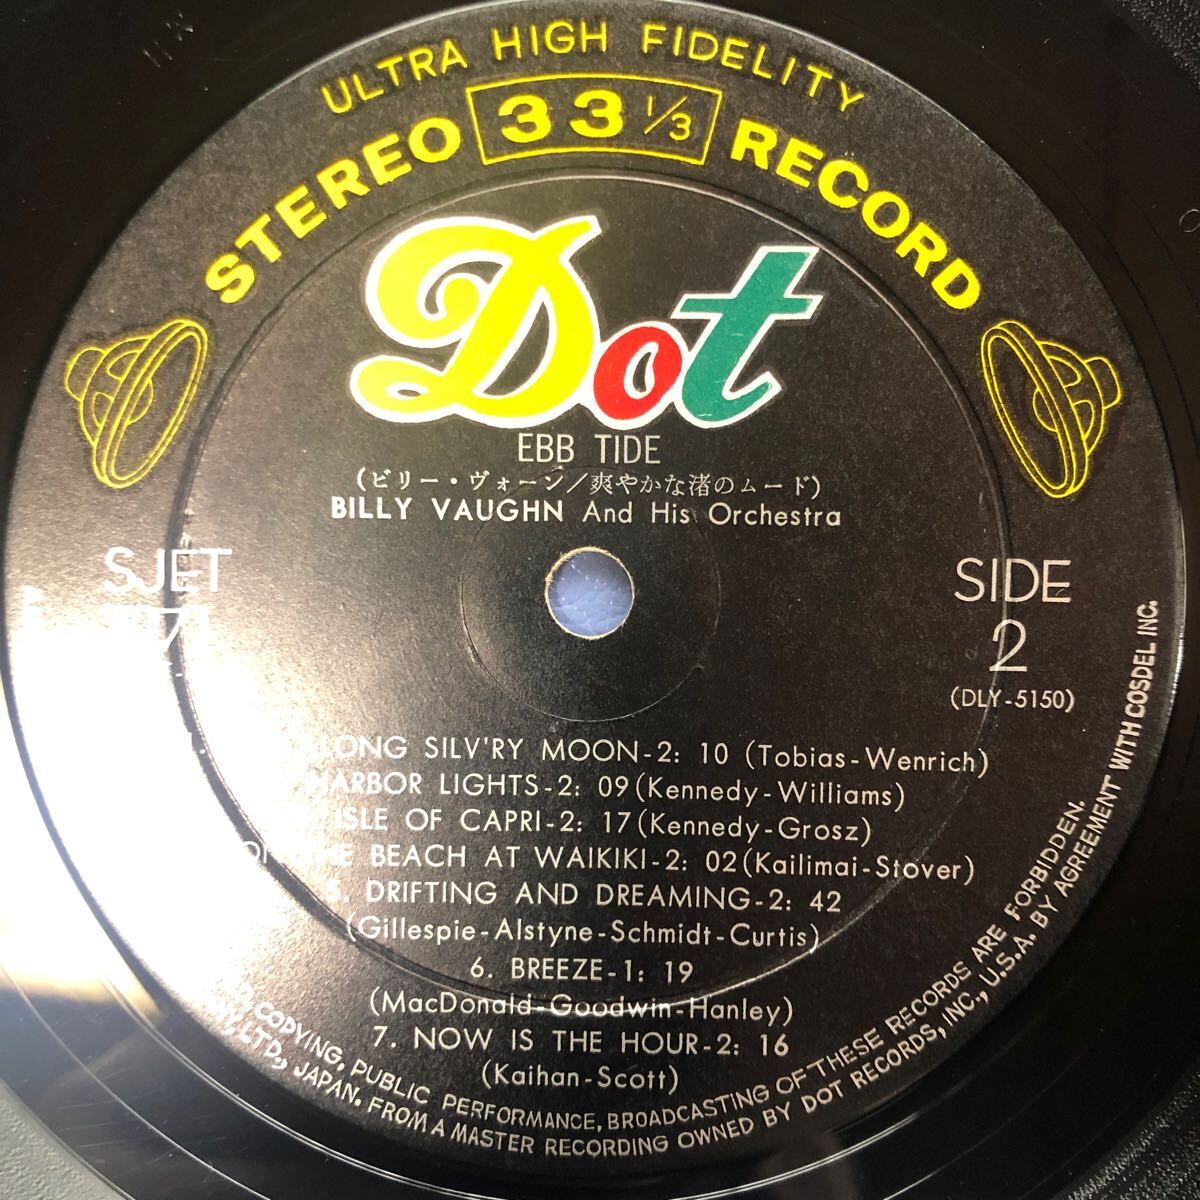 ULTRA HIGH FIDELITY
STEREO 33 1/3 RECORD
Dot
EBB TIDE
(ビリー・ヴォーン/爽やかな渚のムード)
BILLY VAUGHN And His Orchestra
SJET
SIDE
2
(DLY-5150)
LONG SILV'RY MOON-2: 10 (Tobias-Wenrich)
HARBOR LIGHTS-2: 09 (Kennedy-Williams)
ISLE OF CAPRI-2: 17 (Kennedy-Grosz)
BEACH AT WAIKIKI-2: 02 (Kailimai-Stover)
5. DRIFTING AND DREAMING-2: 42
(Gillespie-Alstyne-Schmidt-Curtis)
6. BREEZE-1: 19
(MacDonald-Goodwin-Hanley)
7. NOW IS THE HOUR-2: 16
(Kaihan-Scott)
COPYING, PUBLIC PERFORMANCE, BROADCASTING OF THESE RECORDS ARE FORBIDDEN.
LTD., JAPAN. FROM A MASTER RECORDING OWNED BY DOT RECORDS, INC., U.S.A. BY AGREEMENT WITH COSDEL INC.